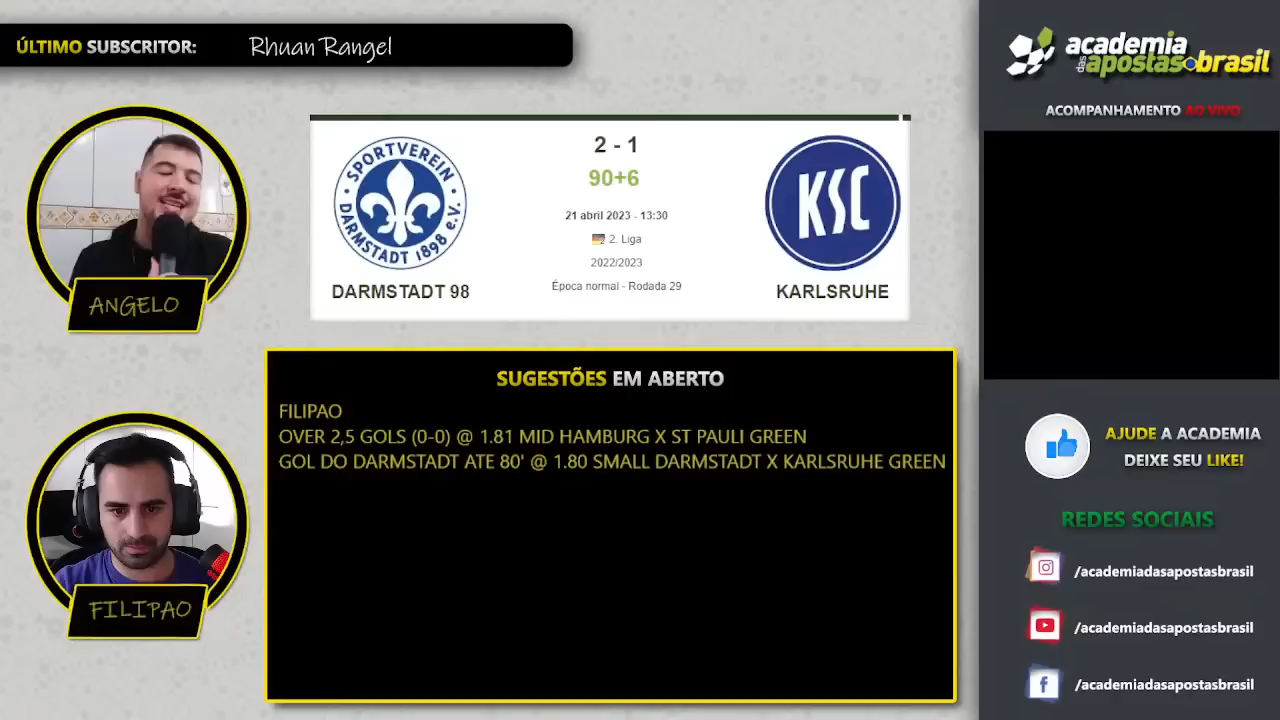 ÚLTIMO SUBSCRITOR: Rhuan Rangel
academia
das apostas brasil
ACOMPANHAMENTO AO VIVO
SPORTVEREIN
DARMSTADT 1898 e.V.
2 - 1
90+6
21 abril 2023 - 13:30
2. Liga
2022/2023
Época normal - Rodada 29
KSC
DARMSTADT 98
KARLSRUHE
ANGELO
SUGESTÕES EM ABERTO
FILIPAO
OVER 2,5 GOLS (0-0) @ 1.81 MID HAMBURG X ST PAULI GREEN
GOL DO DARMSTADT ATE 80' @ 1.80 SMALL DARMSTADT X KARLSRUHE GREEN
FILIPAO
AJUDE A ACADEMIA
DEIXE SEU LIKE!
REDES SOCIAIS
/academiadasapostasbrasil
/academiadasapostasbrasil
/academiadasapostasbrasil